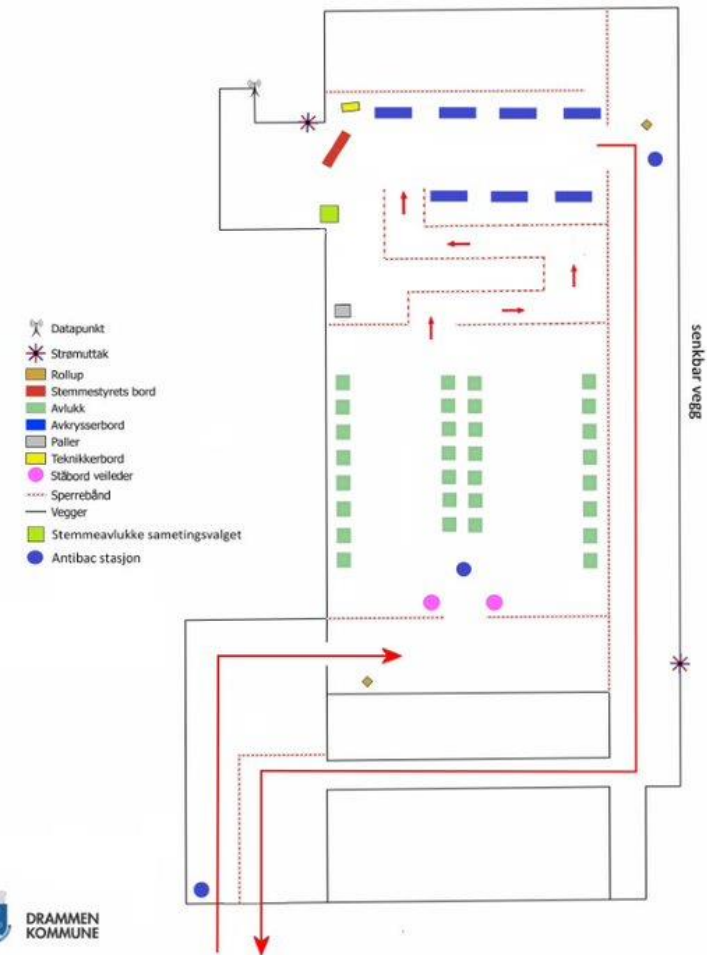 Datapunkt
Strømuttak
Rollup
Stemmestyrets bord
Avlukk
Avkrysserbord
Paller
Teknikkerbord
Ståbord veileder
Sperrebånd
Vegger
Stemmeavlukke sametingsvalget
Antibac stasjon
senkbar vegg
DRAMMEN
KOMMUNE